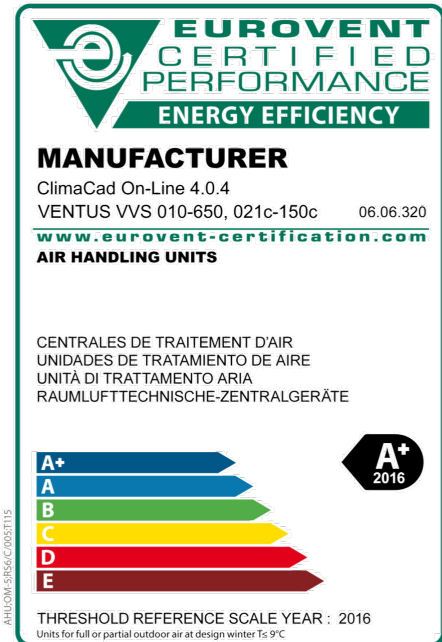 EUROVENT
CERTIFIED
PERFORMANCE
ENERGY EFFICIENCY
MANUFACTURER
ClimaCad On-Line 4.0.4
VENTUS VVS 010-650, 021c-150c 06.06.320
www.eurovent-certification.com
AIR HANDLING UNITS
CENTRALES DE TRAITEMENT D'AIR
UNIDADES DE TRATAMIENTO DE AIRE
UNITÀ DI TRATTAMENTO ARIA
RAUMLUFTTECHNISCHE-ZENTRALGERÄTE
A+
A
B
C
D
E
A+
2016
THRESHOLD REFERENCE SCALE YEAR : 2016
Units for full or partial outdoor air at design winter T≤ 9°C
AHU;OM-5;RS6/C/005;T115